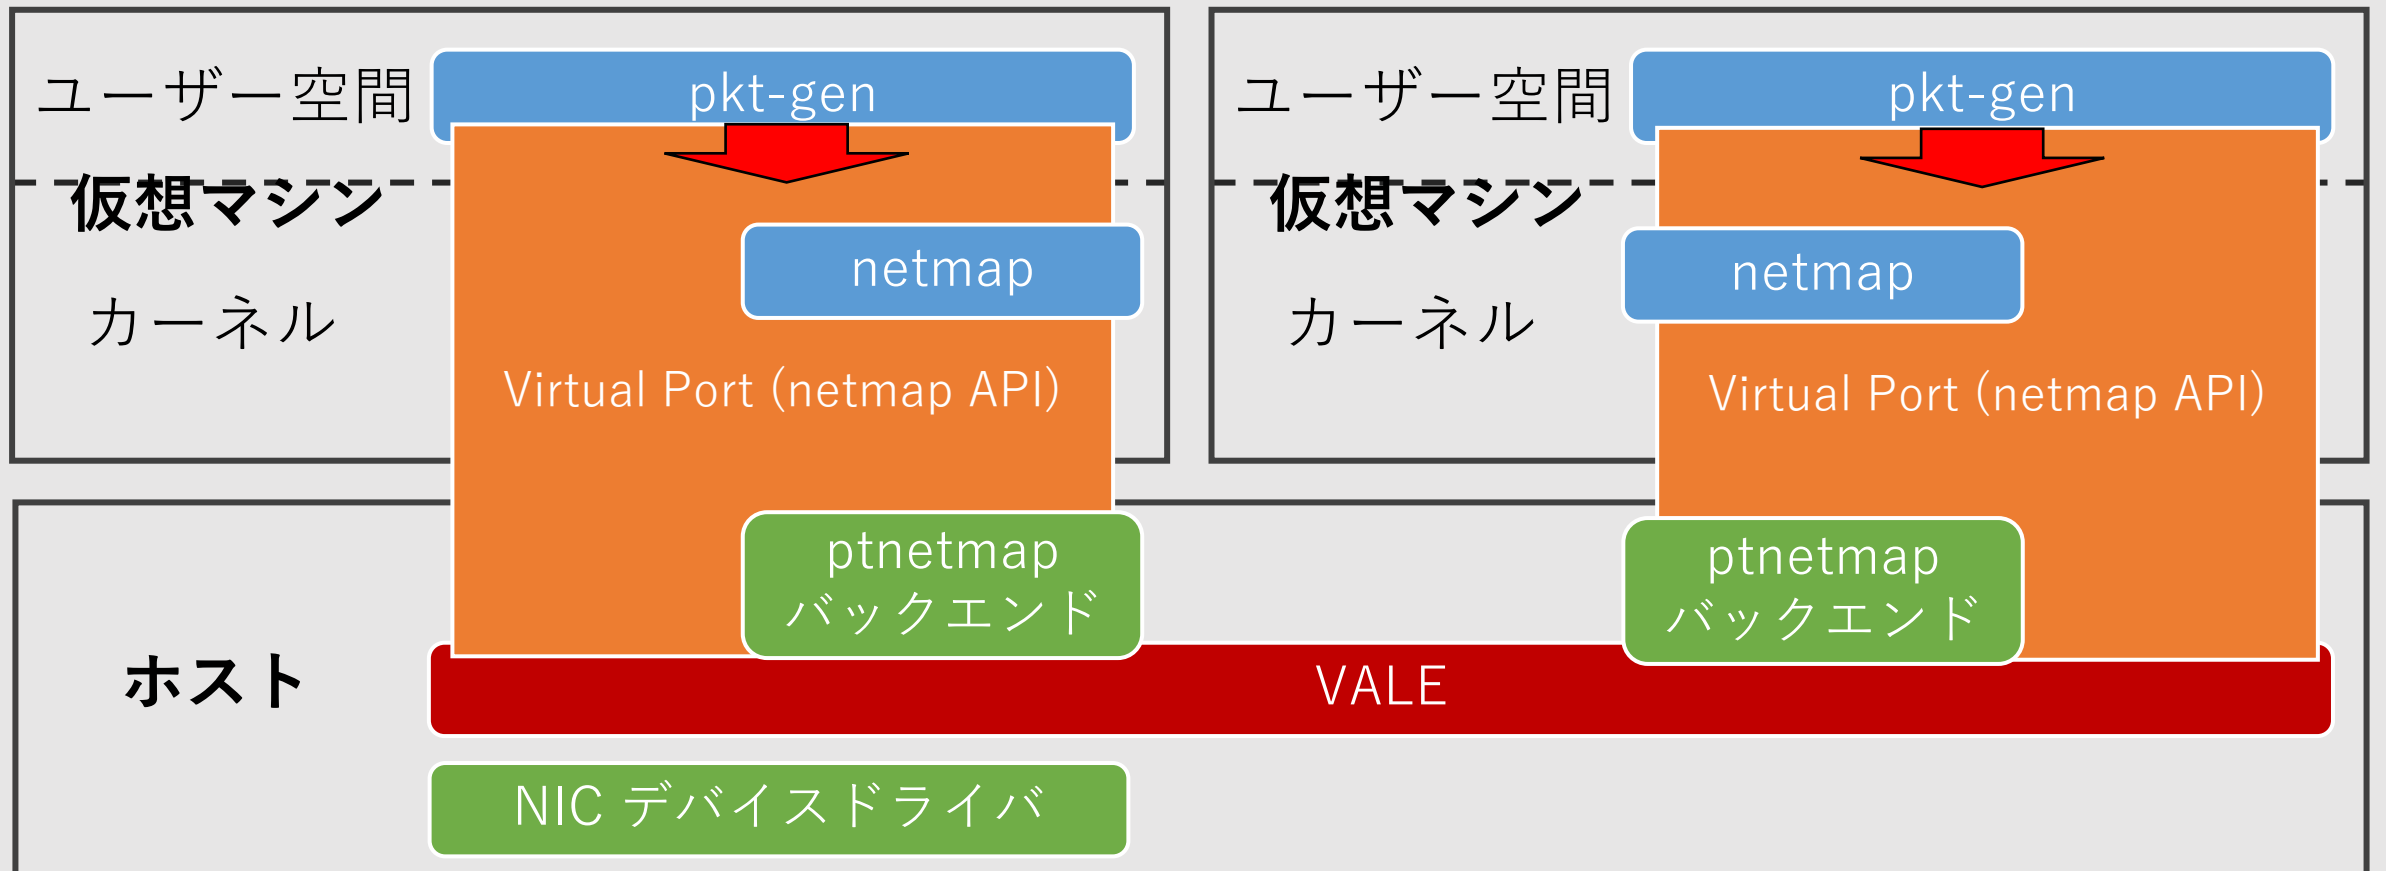 ユーザー空間
pkt-gen
仮想マシン
netmap
カーネル
Virtual Port (netmap API)
ユーザー空間
pkt-gen
仮想マシン
netmap
カーネル
Virtual Port (netmap API)
ptnetmap
バックエンド
ptnetmap
バックエンド
ホスト
VALE
NIC デバイスドライバ